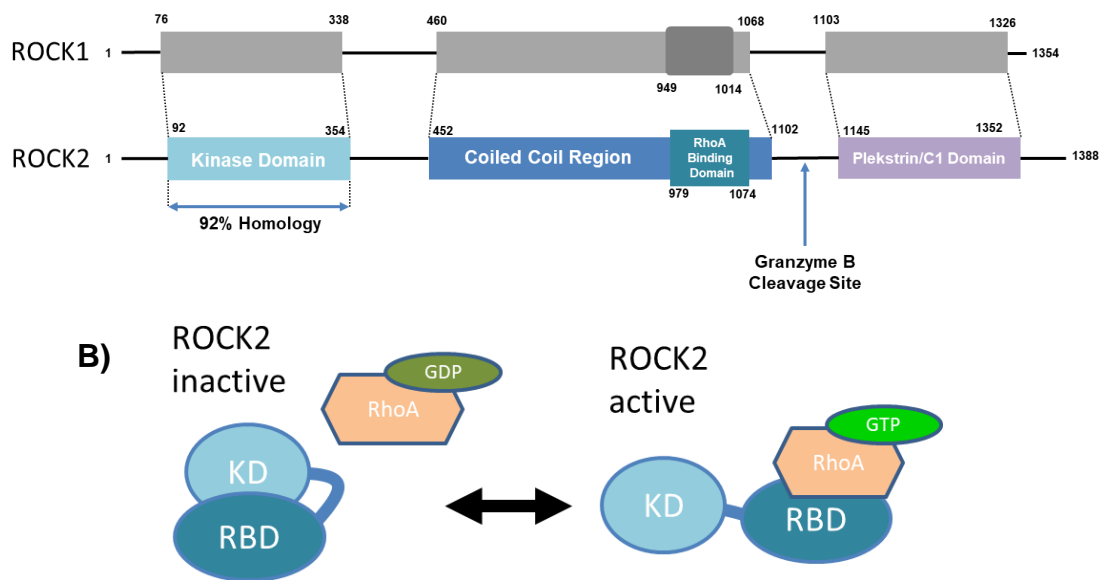 76 338 460 1068 1103 1326
ROCK1 1 1354
949 1014
92 354 452 1102 1145 1352
ROCK2 1 Kinase Domain Coiled Coil Region RhoA Binding Domain Plekstrin/C1 Domain 1388
979 1074
92% Homology
Granzyme B
Cleavage Site
B)
ROCK2
inactive
GDP
RhoA
KD
RBD
ROCK2
active
GTP
RhoA
KD
RBD